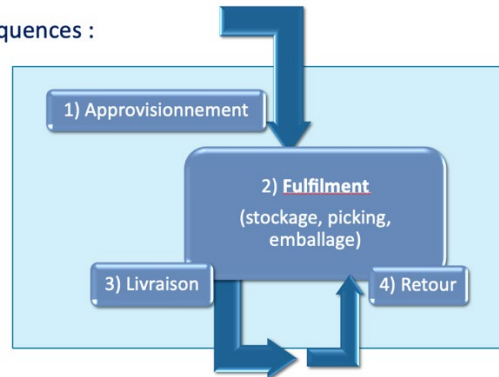 quences :
1) Approvisionnement
2) Fulfilment
(stockage, picking,
emballage)
3) Livraison
4) Retour